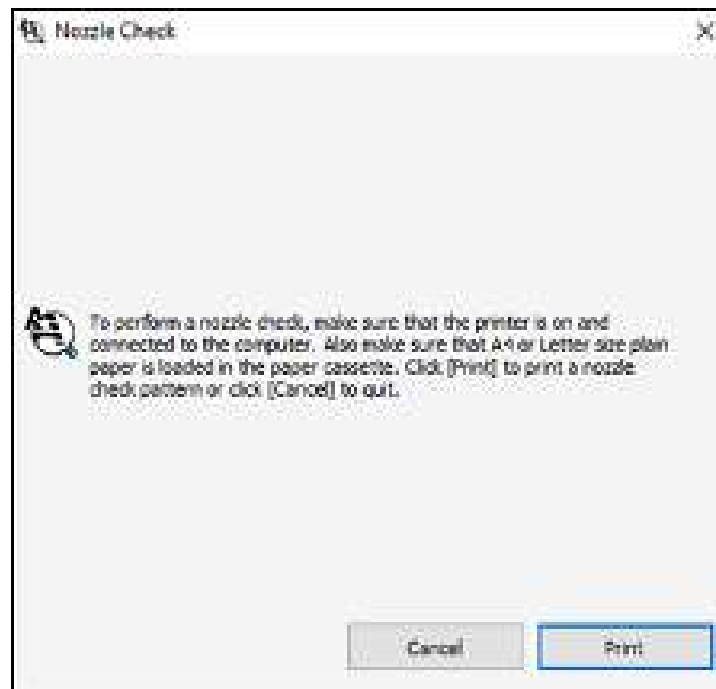 Nozzle Check
To perform a nozzle check, make sure that the printer is on and
connected to the computer. Also make sure that A4 or Letter size plain
paper is loaded in the paper cassette. Click [Print] to print a nozzle
check pattern or click [Cancel] to quit.
Cancel
Print